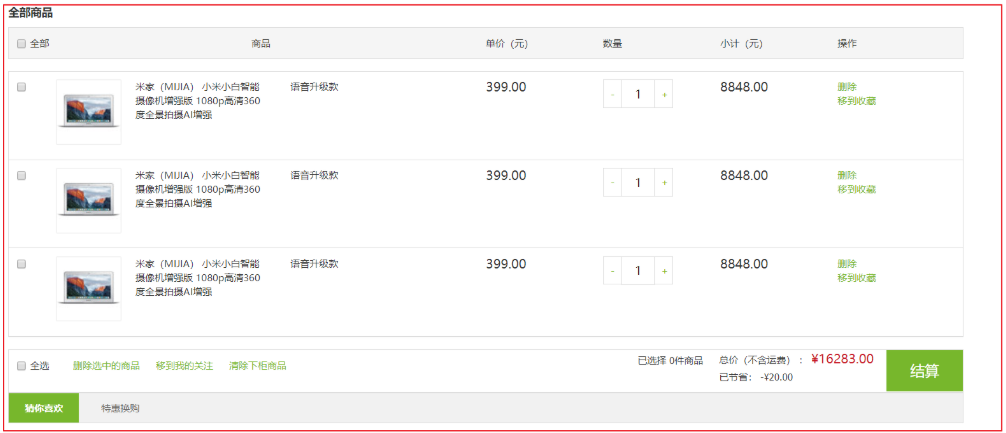 全部商品
全部 商品 单价（元） 数量 小计（元） 操作
米家（MIJIA） 小米小白智能 语音升级款 399.00 - 1 + 8848.00 删除
摄像机增强版 1080p高清360 移到收藏
度全景拍摄AI增强
米家（MIJIA） 小米小白智能 语音升级款 399.00 - 1 + 8848.00 删除
摄像机增强版 1080p高清360 移到收藏
度全景拍摄AI增强
米家（MIJIA） 小米小白智能 语音升级款 399.00 - 1 + 8848.00 删除
摄像机增强版 1080p高清360 移到收藏
度全景拍摄AI增强
全选 删除选中的商品 移到我的关注 清除下柜商品 已选择 0件商品 总价（不含运费）： ¥16283.00 结算
已节省： -¥20.00
猜你喜欢 特惠换购